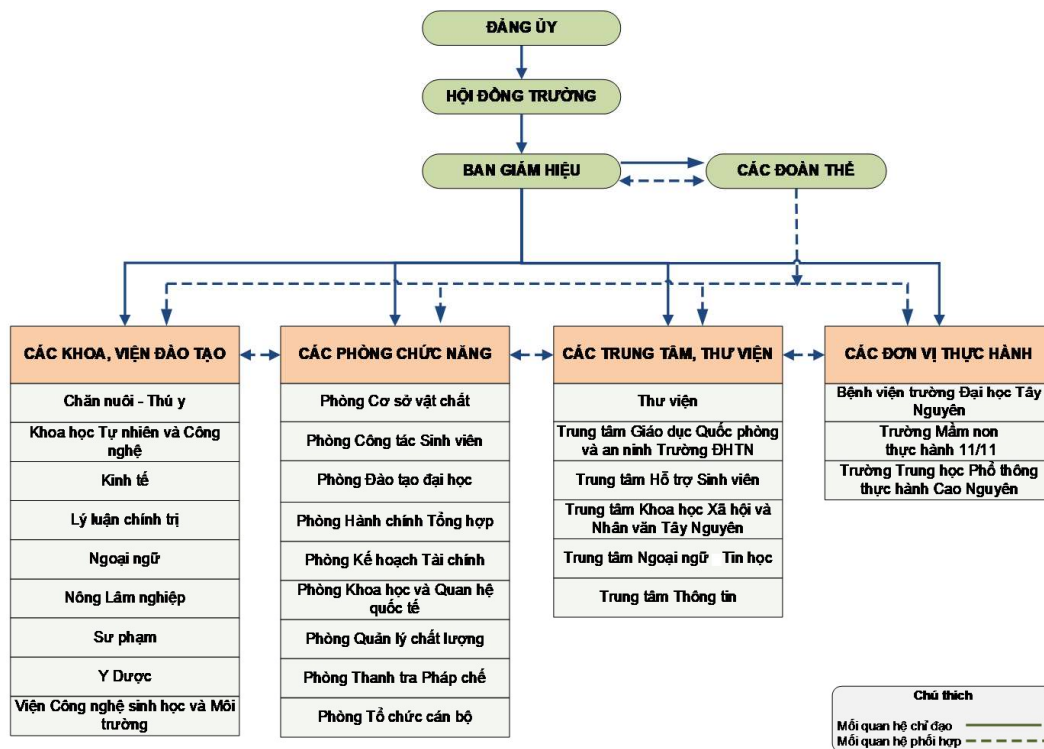 ĐẢNG ỦY
HỘI ĐỒNG TRƯỜNG
BAN GIÁM HIỆU
CÁC ĐOÀN THỂ
CÁC KHOA, VIỆN ĐÀO TẠO
Chăn nuôi - Thú y
Khoa học Tự nhiên và Công
nghệ
Kinh tế
Lý luận chính trị
Ngoại ngữ
Nông Lâm nghiệp
Sư phạm
Y Dược
Viện Công nghệ sinh học và Môi
trường
CÁC PHÒNG CHỨC NĂNG
Phòng Cơ sở vật chất
Phòng Công tác Sinh viên
Phòng Đào tạo đại học
Phòng Hành chính Tổng hợp
Phòng Kế hoạch Tài chính
Phòng Khoa học và Quan hệ
quốc tế
Phòng Quản lý chất lượng
Phòng Thanh tra Pháp chế
Phòng Tổ chức cán bộ
CÁC TRUNG TÂM, THƯ VIỆN
Thư viện
Trung tâm Giáo dục Quốc phòng
và an ninh Trường ĐHTN
Trung tâm Hỗ trợ Sinh viên
Trung tâm Khoa học Xã hội và
Nhân văn Tây Nguyên
Trung tâm Ngoại ngữ Tin học
Trung tâm Thông tin
CÁC ĐƠN VỊ THỰC HÀNH
Bệnh viện trường Đại học Tây
Nguyên
Trường Mầm non
thực hành 11/11
Trường Trung học Phổ thông
thực hành Cao Nguyên
Chú thích
Mối quan hệ chỉ đạo
Mối quan hệ phối hợp